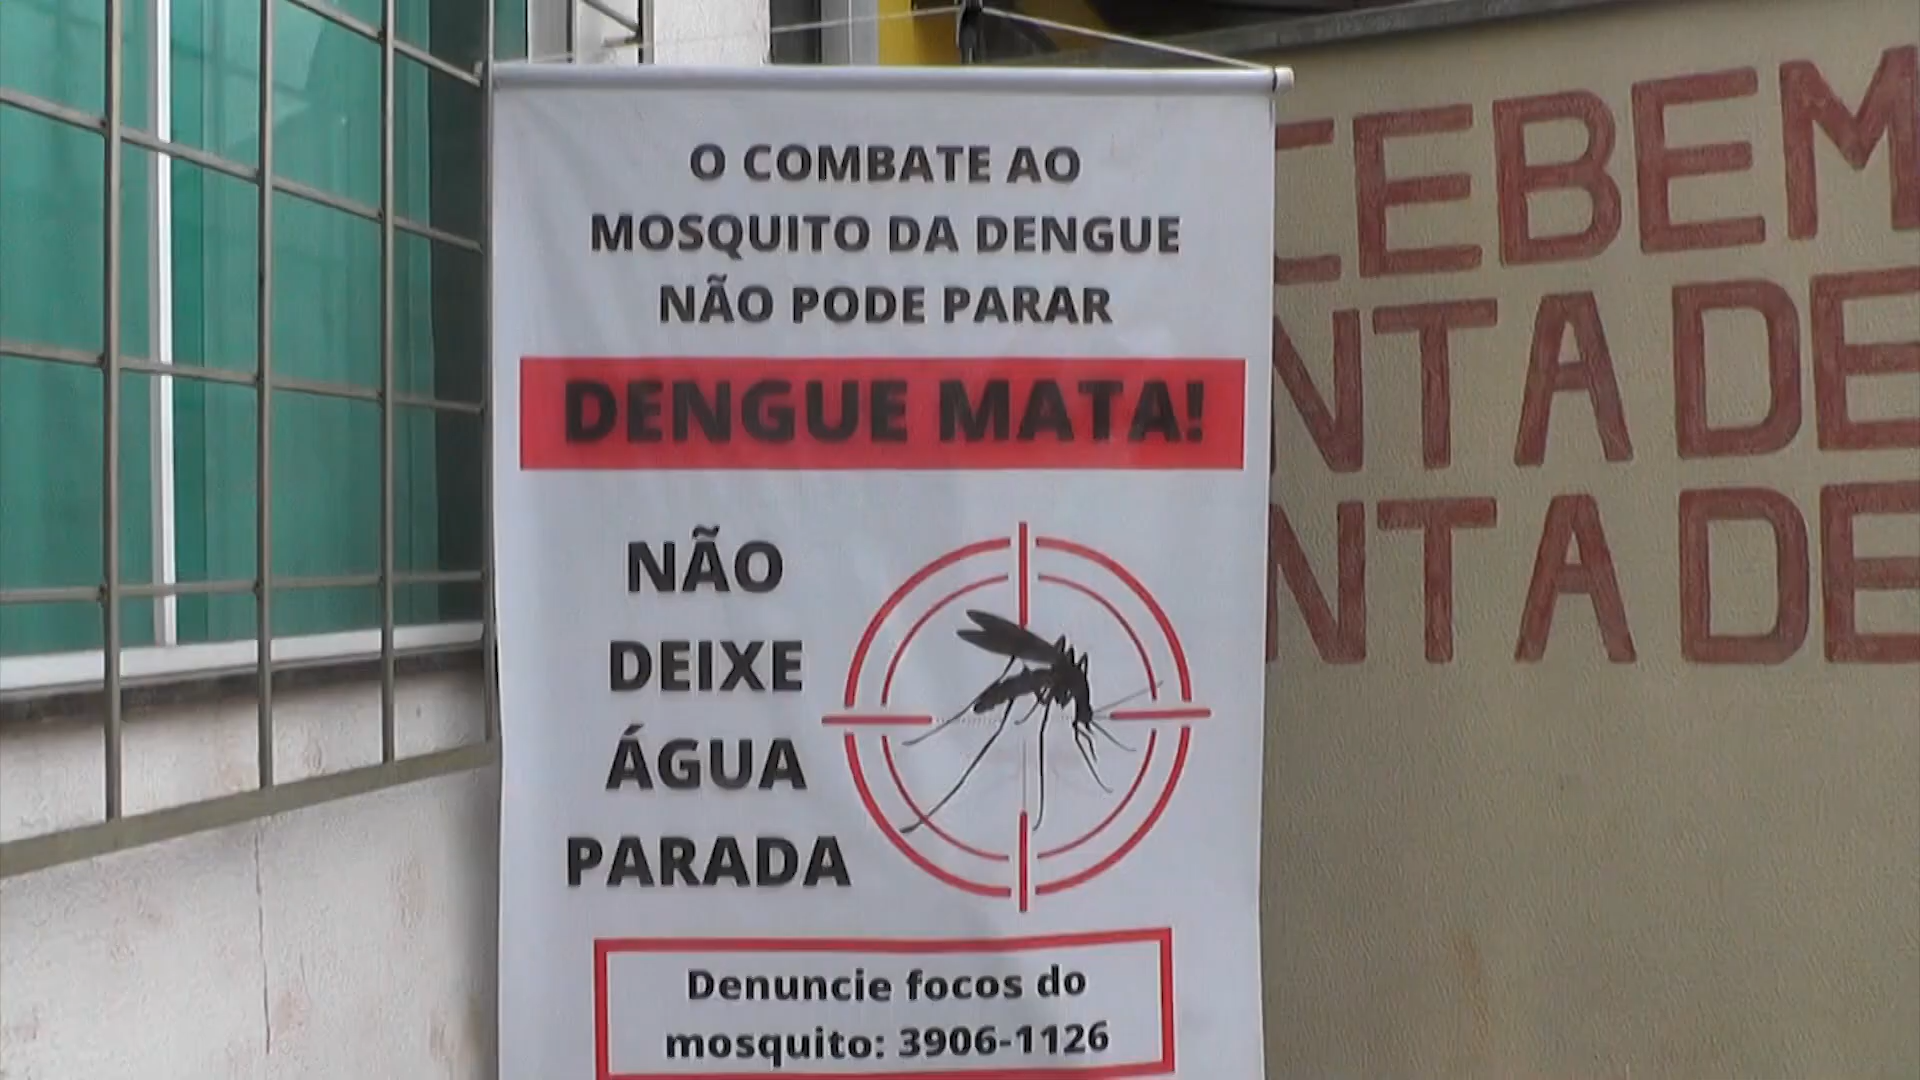 O COMBATE AO
MOSQUITO DA DENGUE
NÃO PODE PARAR
DENGUE MATA!
NÃO
DEIXE
ÁGUA
PARADA
Denuncie focos do
mosquito: 3906-1126
CEBEM
NTA DE
NTA DE